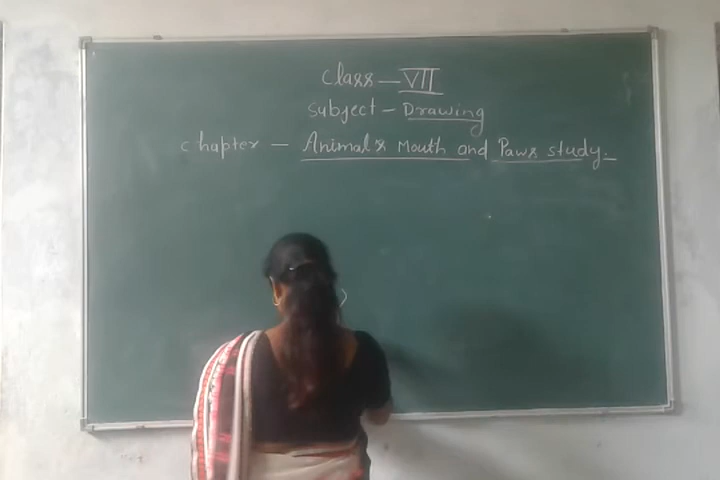 Class - VII
Subject - Drawing
Chapter - Animal's Mouth and Paws study.